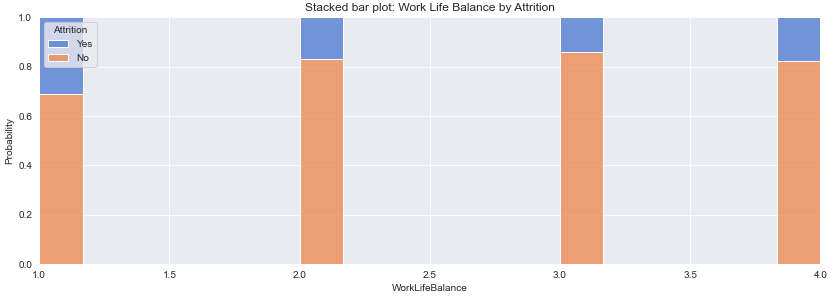 Stacked bar plot: Work Life Balance by Attrition
Attrition
Yes
No
1.0
0.8
0.6
0.4
0.2
0.0
Probability
1.0 1.5 2.0 2.5 3.0 3.5 4.0
WorkLifeBalance